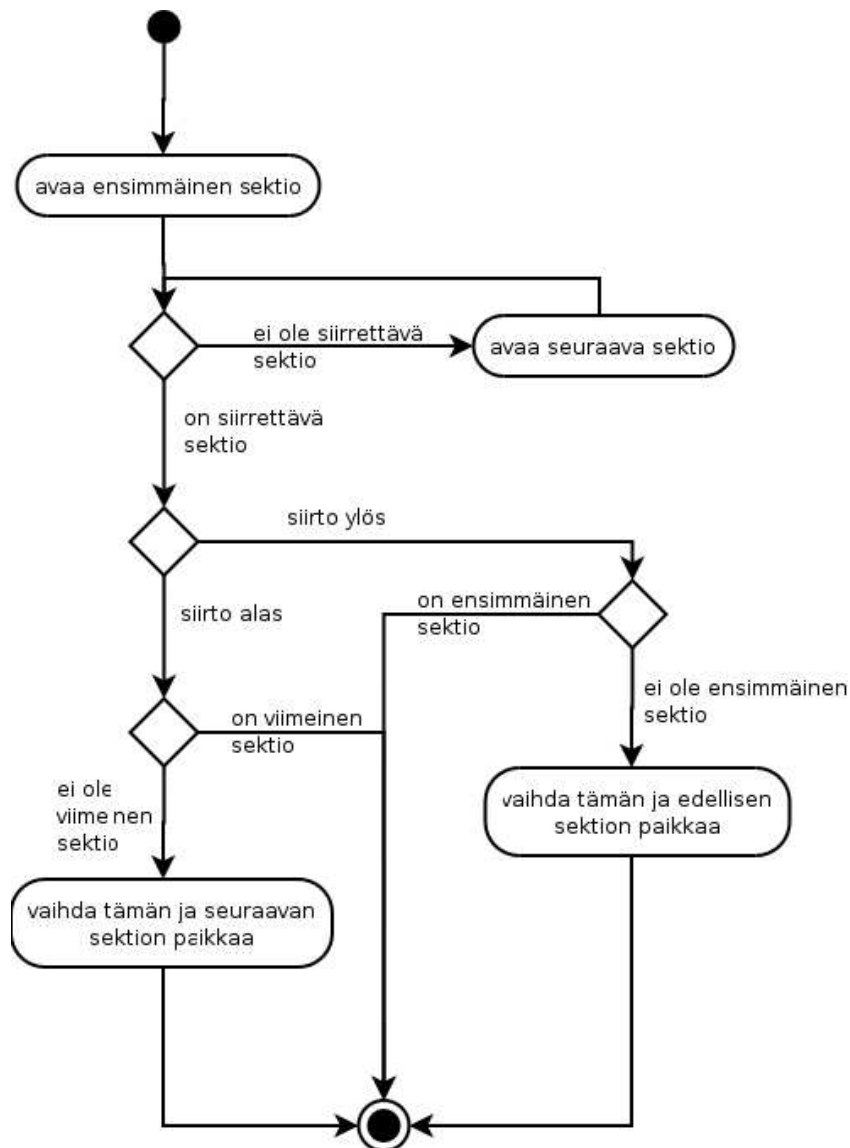 avaa ensimmäinen sektio
ei ole siirrettävä
sektio
avaa seuraava sektio
on siirrettävä
sektio
siirto ylös
siirto alas
on ensimmäinen
sektio
ei ole ensimmäinen
sektio
on viimeinen
sektio
ei ole
viimeinen
sektio
vaihda tämän ja edellisen
sektion paikkaa
vaihda tämän ja seuraavan
sektion paikkaa